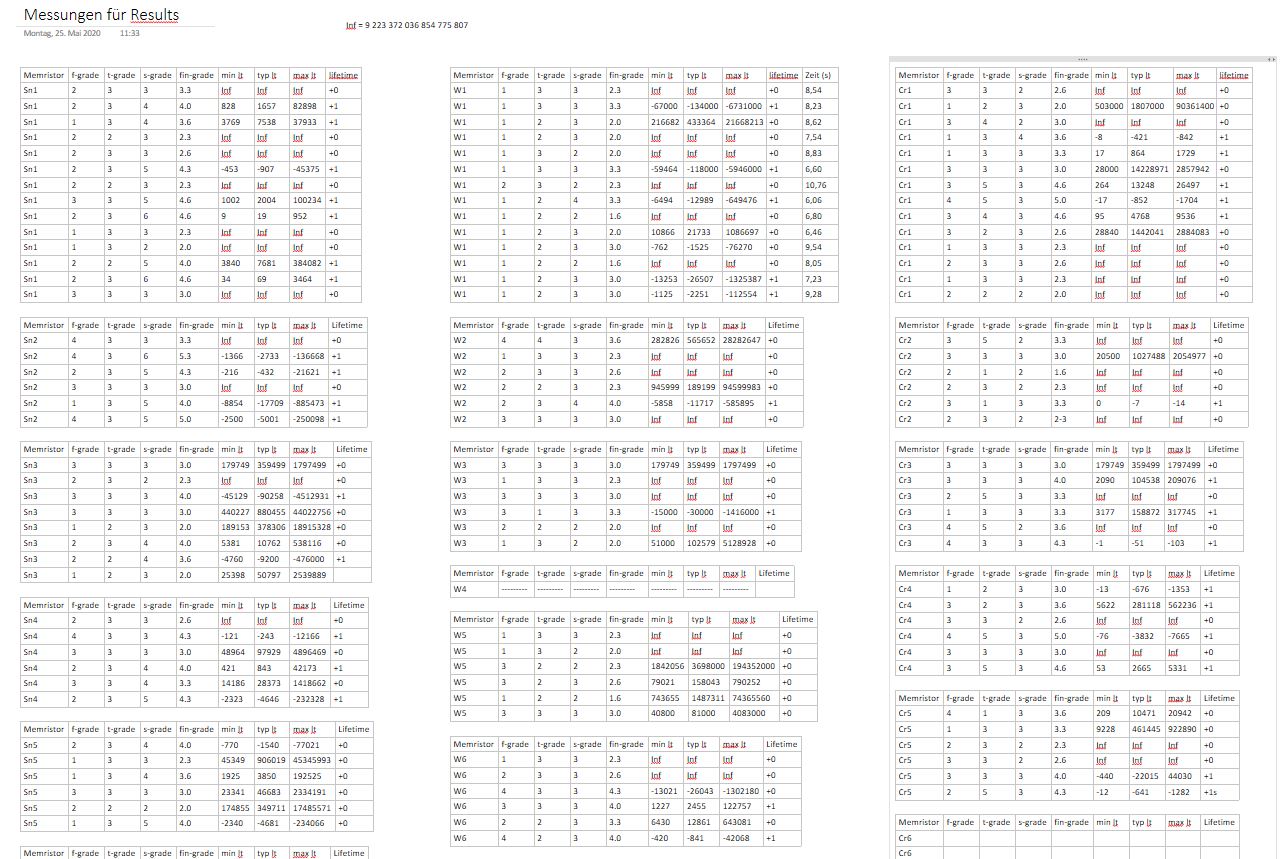 Messungen für Results
Montag, 25. Mai 2020 11:33
Inf = 9 223 372 036 854 775 807
Memristor f-grade t-grade s-grade fin-grade min lt typ lt max lt lifetime
Sn1 2 3 3 3.3 Inf Inf Inf +0
Sn1 2 3 4 4.0 828 1657 82898 +1
Sn1 1 3 4 3.6 3769 7538 37933 +1
Sn1 2 2 3 2.3 Inf Inf Inf +0
Sn1 2 3 3 2.6 Inf Inf Inf +0
Sn1 2 3 5 4.3 -453 -907 -45375 +1
Sn1 2 2 3 2.3 Inf Inf Inf +0
Sn1 3 3 5 4.6 1002 2004 100234 +1
Sn1 2 3 6 4.6 9 19 952 +1
Sn1 1 3 3 2.3 Inf Inf Inf +0
Sn1 1 3 2 2.0 Inf Inf Inf +0
Sn1 2 2 5 4.0 3840 7681 384082 +1
Sn1 2 3 6 4.6 34 69 3464 +1
Sn1 3 3 3 3.0 Inf Inf Inf +0
Memristor f-grade t-grade s-grade fin-grade min lt typ lt max lt Lifetime
Sn2 4 3 3 3.3 Inf Inf Inf +0
Sn2 4 3 6 5.3 -1366 -2733 -136668 +1
Sn2 2 3 5 4.3 -216 -432 -21621 +1
Sn2 3 3 3 3.0 Inf Inf Inf +0
Sn2 1 3 5 4.0 -8854 -17709 -885473 +1
Sn2 4 3 5 5.0 -2500 -5001 -250098 +1
Memristor f-grade t-grade s-grade fin-grade min lt typ lt max lt Lifetime
Sn3 3 3 3 3.0 179749 359499 1797499 +0
Sn3 2 3 2 2.3 Inf Inf Inf +0
Sn3 3 3 3 4.0 -45129 -90258 -4512931 +1
Sn3 3 3 3 3.3 440227 880455 44022756 +0
Sn3 1 2 3 2.0 189153 378306 18915328 +0
Sn3 2 3 4 4.0 5381 10762 538116 +0
Sn3 2 2 4 3.6 -4760 -9200 -476000 +1
Sn3 1 2 3 2.0 25398 50797 2539889
Memristor f-grade t-grade s-grade fin-grade min lt typ lt max lt Lifetime
Sn4 2 3 3 2.6 Inf Inf Inf +0
Sn4 4 3 3 4.3 -121 -243 -12166 +1
Sn4 3 3 3 3.0 48964 97929 4896469 +0
Sn4 2 3 4 4.0 421 843 42173 +1
Sn4 3 3 4 3.3 14186 28373 1418662 +0
Sn4 2 3 5 4.3 -2323 -4646 -232328 +1
Memristor f-grade t-grade s-grade fin-grade min lt typ lt max lt Lifetime
Sn5 2 3 4 4.0 -770 -1540 -77021 +0
Sn5 1 3 3 2.3 45349 906019 45345993 +0
Sn5 1 3 4 3.6 1925 3850 192525 +0
Sn5 3 3 3 3.0 23341 46683 2334191 +0
Sn5 2 2 2 2.0 174855 349711 17485571 +0
Sn5 1 3 5 4.0 -2340 -4681 -234066 +0
Memristor f-grade t-grade s-grade fin-grade min lt typ lt max lt Lifetime
Memristor f-grade t-grade s-grade fin-grade min lt typ lt max lt lifetime Zeit (s)
W1 1 3 3 2.3 Inf Inf Inf +0 8,54
W1 1 3 3 3.3 -67000 -134000 -6731000 +1 8,23
W1 1 2 3 2.0 216682 433364 21668213 +0 8,62
W1 1 2 3 2.0 Inf Inf Inf +0 7,54
W1 1 3 2 2.0 Inf Inf Inf +0 8,83
W1 1 3 3 3.3 -59464 -118000 -5946000 +1 6,60
W1 2 3 2 2.3 Inf Inf Inf +0 10,76
W1 1 2 4 3.3 -6494 -12989 -649476 +1 6,06
W1 1 2 2 1.6 Inf Inf Inf +0 6,80
W1 1 2 3 2.0 10866 21733 1086697 +0 6,46
W1 1 2 3 3.0 -762 -1525 -76270 +0 9,54
W1 1 2 2 1.6 Inf Inf Inf +0 8,05
W1 1 2 3 3.0 -13253 -26507 -1325387 +1 7,23
W1 1 2 3 3.0 -1125 -2251 -112554 +1 9,28
Memristor f-grade t-grade s-grade fin-grade min lt typ lt max lt Lifetime
W2 4 4 3 3.6 282826 565652 28282647 +0
W2 1 3 3 2.3 Inf Inf Inf +0
W2 2 3 3 2.6 Inf Inf Inf +0
W2 2 2 3 2.3 945999 189199 94599983 +0
W2 2 3 4 4.0 -5858 -11717 -585895 +1
W2 3 3 3 3.0 Inf Inf Inf +0
Memristor f-grade t-grade s-grade fin-grade min lt typ lt max lt Lifetime
W3 3 3 3 3.0 179749 359499 1797499 +0
W3 1 3 2 2.0 Inf Inf Inf +0
W3 3 3 3 3.0 Inf Inf Inf +0
W3 3 1 3 3.3 -15000 -30000 -1416000 +1
W3 2 2 2 2.0 Inf Inf Inf +0
W3 1 3 2 2.0 51000 102579 5128928 +0
Memristor f-grade t-grade s-grade fin-grade min lt typ lt max lt Lifetime
W4 --------- --------- --------- --------- --------- --------- ---------
Memristor f-grade t-grade s-grade fin-grade min lt typ lt max lt Lifetime
W5 1 3 3 2.3 Inf Inf Inf +0
W5 1 3 2 2.0 Inf Inf Inf +0
W5 3 2 2 2.3 1842056 3698000 194352000 +0
W5 3 2 3 2.6 79021 158043 790252 +0
W5 1 2 2 1.6 743655 1487311 74365560 +0
W5 3 3 3 3.0 40800 81000 4083000 +0
Memristor f-grade t-grade s-grade fin-grade min lt typ lt max lt Lifetime
W6 1 3 3 2.3 Inf Inf Inf +0
W6 2 3 3 2.6 Inf Inf Inf +0
W6 4 3 3 4.3 -13021 -26043 -1302180 +0
W6 3 3 3 4.0 1227 2455 122757 +1
W6 2 2 3 3.3 6430 12861 643081 +0
W6 4 2 3 4.0 -420 -841 -42068 +1
Memristor f-grade t-grade s-grade fin-grade min lt typ lt max lt lifetime
Cr1 3 3 2 2.6 Inf Inf Inf +0
Cr1 1 2 3 2.0 503000 1807000 90361400 +0
Cr1 3 4 2 3.0 Inf Inf Inf +0
Cr1 1 3 4 3.6 -8 -421 -842 +1
Cr1 1 3 3 3.3 17 864 1729 +1
Cr1 3 3 3 3.0 28000 14228971 2857942 +0
Cr1 3 5 3 4.6 264 13248 26497 +1
Cr1 4 5 3 5.0 -17 -852 -1704 +1
Cr1 3 4 3 4.6 95 4768 9536 +1
Cr1 3 3 2 2.6 28840 1442041 2884083 +0
Cr1 1 3 3 2.3 Inf Inf Inf +0
Cr1 2 3 3 2.6 Inf Inf Inf +0
Cr1 1 3 3 2.3 Inf Inf Inf +0
Cr1 2 2 2 2.0 Inf Inf Inf +0
Memristor f-grade t-grade s-grade fin-grade min lt typ lt max lt Lifetime
Cr2 3 5 2 3.3 Inf Inf Inf +0
Cr2 3 3 3 3.0 20500 1027488 2054977 +0
Cr2 2 1 2 1.6 Inf Inf Inf +0
Cr2 2 3 2 2.3 Inf Inf Inf +0
Cr2 3 1 3 3.3 0 -7 -14 +1
Cr2 2 3 2 2-3 Inf Inf Inf +0
Memristor f-grade t-grade s-grade fin-grade min lt typ lt max lt Lifetime
Cr3 3 3 3 3.0 179749 359499 1797499 +0
Cr3 3 3 3 4.0 2090 104538 209076 +1
Cr3 2 5 3 3.3 Inf Inf Inf +0
Cr3 1 3 3 3.3 3177 158872 317745 +1
Cr3 4 5 2 3.6 Inf Inf Inf +0
Cr3 4 3 3 4.3 -1 -51 -103 +1
Memristor f-grade t-grade s-grade fin-grade min lt typ lt max lt Lifetime
Cr4 1 2 3 3.0 -13 -676 -1353 +1
Cr4 3 2 3 3.6 5622 281118 562236 +1
Cr4 3 3 2 2.6 Inf Inf Inf +0
Cr4 4 5 3 5.0 -76 -3832 -7665 +1
Cr4 3 3 3 3.0 Inf Inf Inf +0
Cr4 3 5 3 4.6 53 2665 5331 +1
Memristor f-grade t-grade s-grade fin-grade min lt typ lt max lt Lifetime
Cr5 4 1 3 3.6 209 10471 20942 +0
Cr5 1 3 3 3.3 9228 461445 922890 +0
Cr5 2 3 2 2.3 Inf Inf Inf +0
Cr5 3 3 2 2.6 Inf Inf Inf +0
Cr5 3 3 3 4.0 -440 -22015 44030 +1
Cr5 2 5 3 4.3 -12 -641 -1282 +1s
Memristor f-grade t-grade s-grade fin-grade min lt typ lt max lt Lifetime
Cr6
Cr6